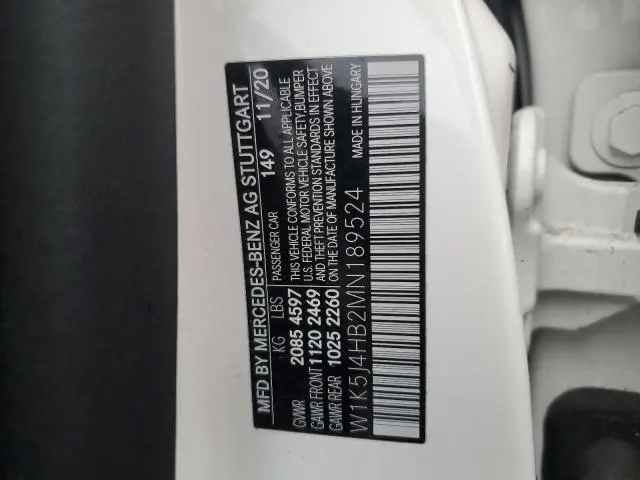 MFD BY MERCEDES-BENZ AG STUTTGART
149 11/20
KG LBS PASSENGER CAR
GVWR 2085 4597 THIS VEHICLE CONFORMS TO ALL APPLICABLE
GAWR FRONT 1120 2469 U.S. FEDERAL MOTOR VEHICLE SAFETY,BUMPER
GAWR REAR 1025 2260 AND THEFT PREVENTION STANDARDS IN EFFECT
ON THE DATE OF MANUFACTURE SHOWN ABOVE
MADE IN HUNGARY
W1K5J4HB2MN189524